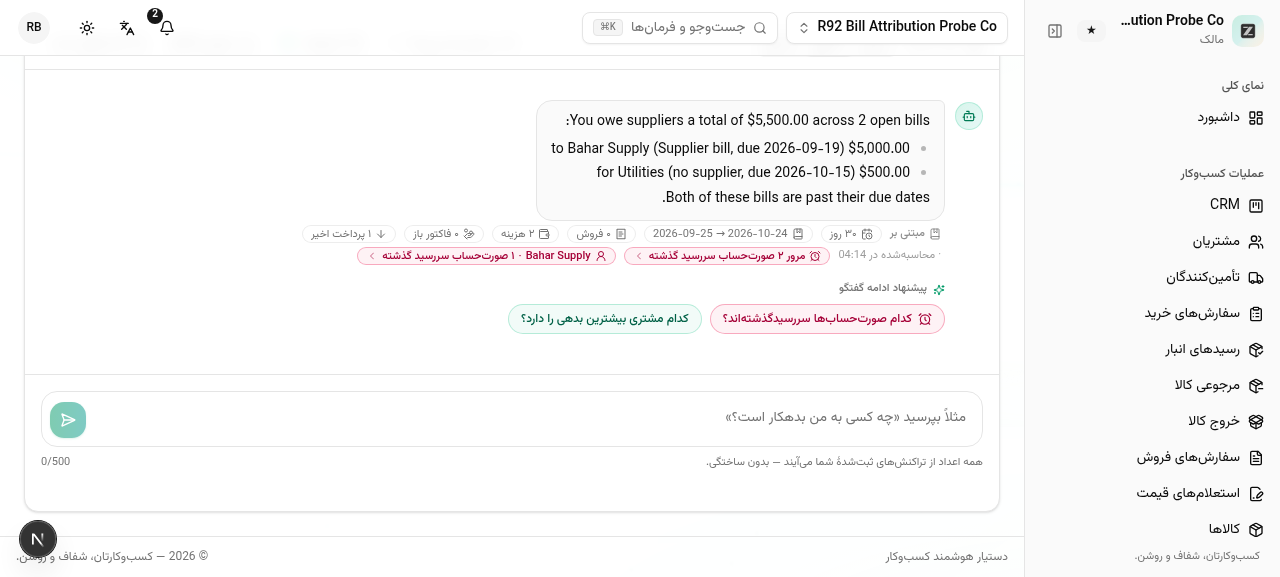 …ution Probe Co
مالک
R92 Bill Attribution Probe Co
جست‌وجو و فرمان‌ها ⌘K
2
RB
نمای کلی
داشبورد
عملیات کسب‌وکار
CRM
مشتریان
تأمین‌کنندگان
سفارش‌های خرید
رسیدهای انبار
مرجوعی کالا
خروج کالا
سفارش‌های فروش
استعلام‌های قیمت
کالاها
کسب‌وکارتان، شفاف و روشن.
You owe suppliers a total of $5,500.00 across 2 open bills:
$5,000.00 to Bahar Supply (Supplier bill, due 2026-09-19)
$500.00 for Utilities (no supplier, due 2026-10-15)
Both of these bills are past their due dates.
مبتنی بر ۳۰ روز 2026-09-25 → 2026-10-24 ۰ فروش ۲ هزینه ۰ فاکتور باز ۱ پرداخت اخیر
· محاسبه‌شده در 04:14 مرور ۲ صورت‌حساب سررسید گذشته Bahar Supply · ۱ صورت‌حساب سررسید گذشته
پیشنهاد ادامه گفتگو
کدام صورت‌حساب‌ها سررسیدگذشته‌اند؟ کدام مشتری بیشترین بدهی را دارد؟
مثلاً بپرسید «چه کسی به من بدهکار است؟»
همه اعداد از تراکنش‌های ثبت‌شدهٔ شما می‌آیند — بدون ساختگی.
0/500
دستیار هوشمند کسب‌وکار
© 2026 — کسب‌وکارتان، شفاف و روشن.